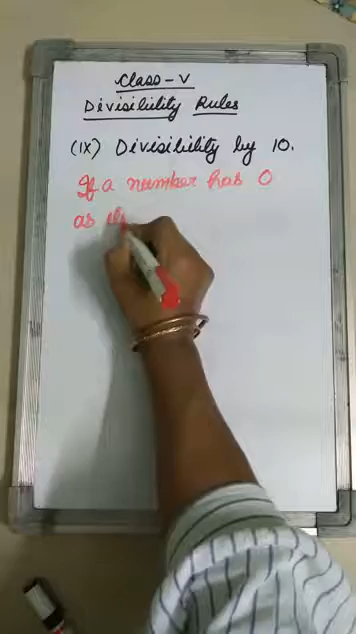 Class-V
Divisibility Rules
(IX) Divisibility by 10.
If a number has 0
as